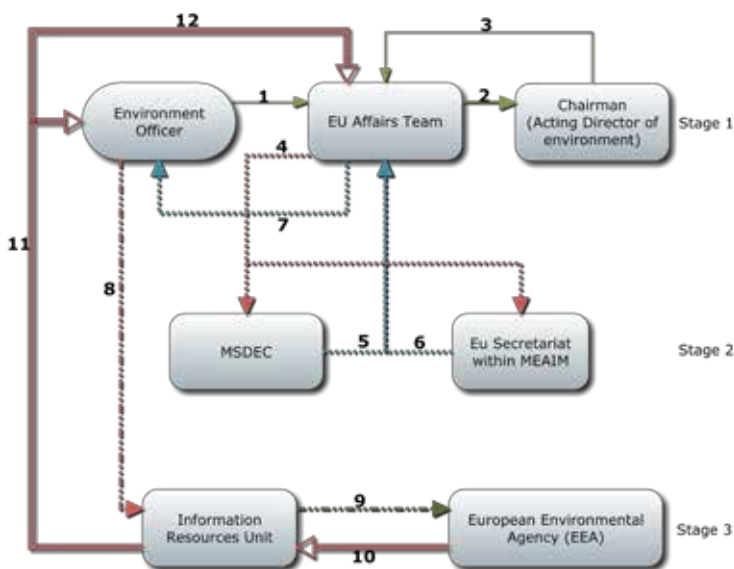 12
3
Environment
Officer
1
EU Affairs Team
2
Chairman
(Acting Director of
environment)
Stage 1
4
7
11
8
MSDEC
5
6
Eu Secretariat
within MEAIM
Stage 2
Information
Resources Unit
9
10
European Environmental
Agency (EEA)
Stage 3